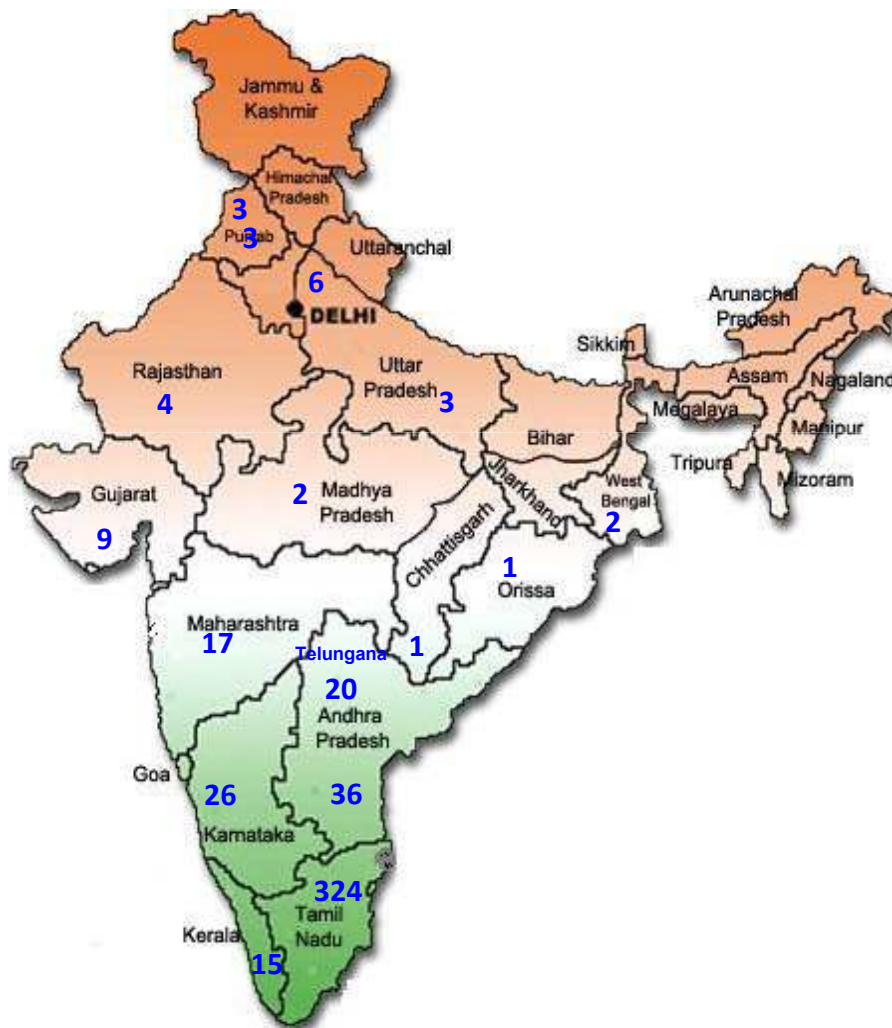 Jammu &
Kashmir
Himachal
Pradesh
3
Punjab
3
Uttaranchal
6
DELHI
Arunachal
Pradesh
Sikkim
Rajasthan
4
Uttar
Pradesh
3
Assam
Nagaland
Megalaya
Manipur
Bihar
Tripura
Mizoram
Gujarat
9
2
Madhya
Pradesh
Jharkhand
West
Bengal
2
Chhattisgarh
1
Orissa
1
Maharashtra
17
Telungana
20
Andhra
Pradesh
36
Goa
26
Karnataka
324
Tamil
Nadu
Kerala
15